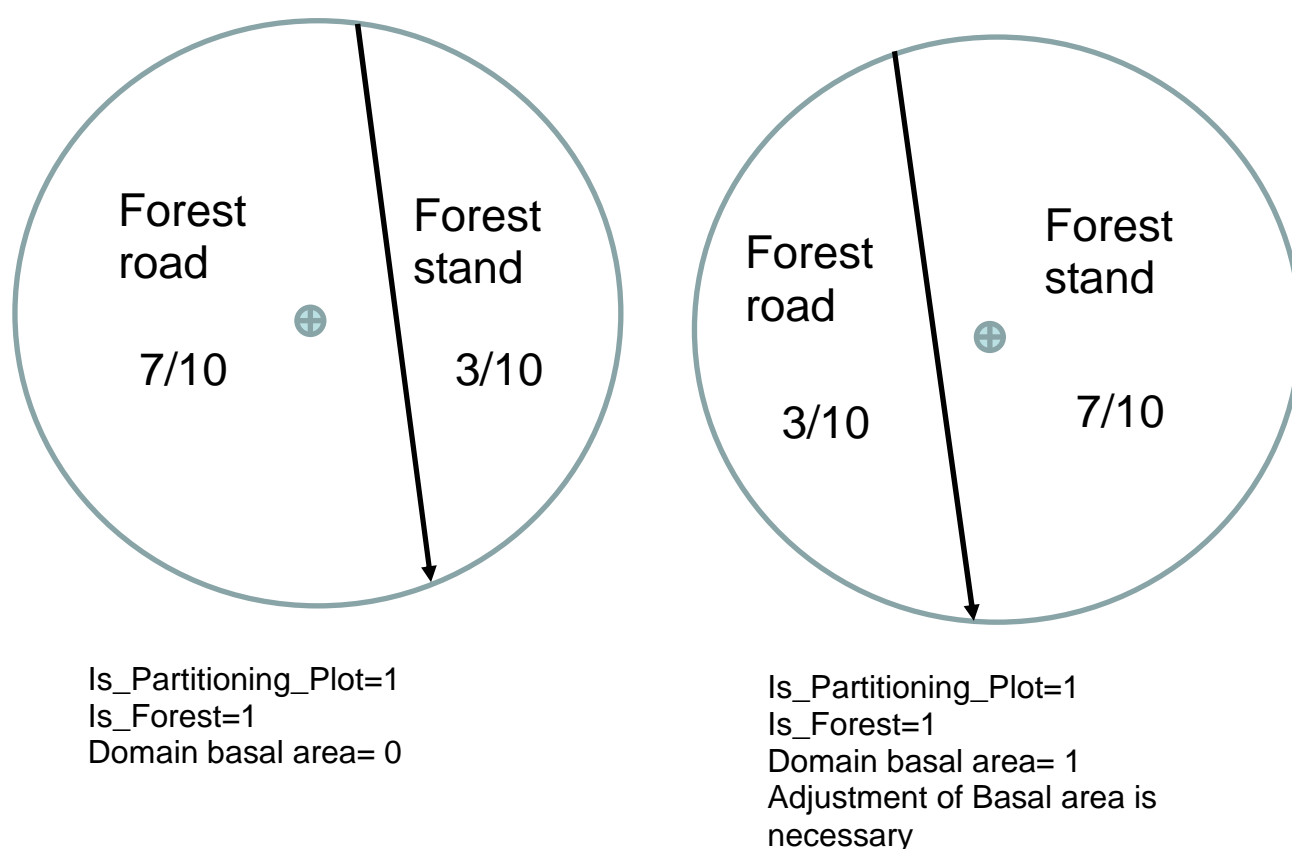 Forest
road
7/10
Forest
stand
3/10
Is_Partitioning_Plot=1
Is_Forest=1
Domain basal area= 0
Forest
road
3/10
Forest
stand
7/10
Is_Partitioning_Plot=1
Is_Forest=1
Domain basal area= 1
Adjustment of Basal area is
necessary